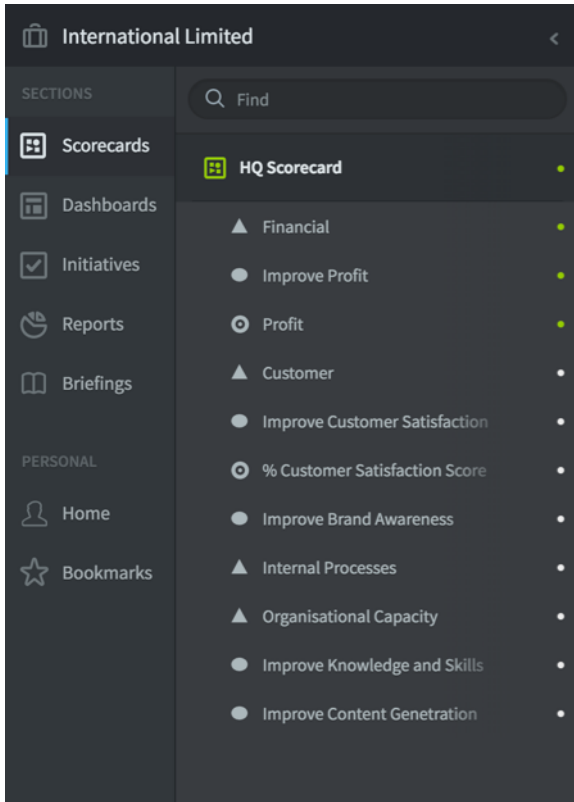 International Limited
SECTIONS
Scorecards
Dashboards
Initiatives
Reports
Briefings
PERSONAL
Home
Bookmarks
Find
HQ Scorecard
Financial
Improve Profit
Profit
Customer
Improve Customer Satisfaction
% Customer Satisfaction Score
Improve Brand Awareness
Internal Processes
Organisational Capacity
Improve Knowledge and Skills
Improve Content Genetration